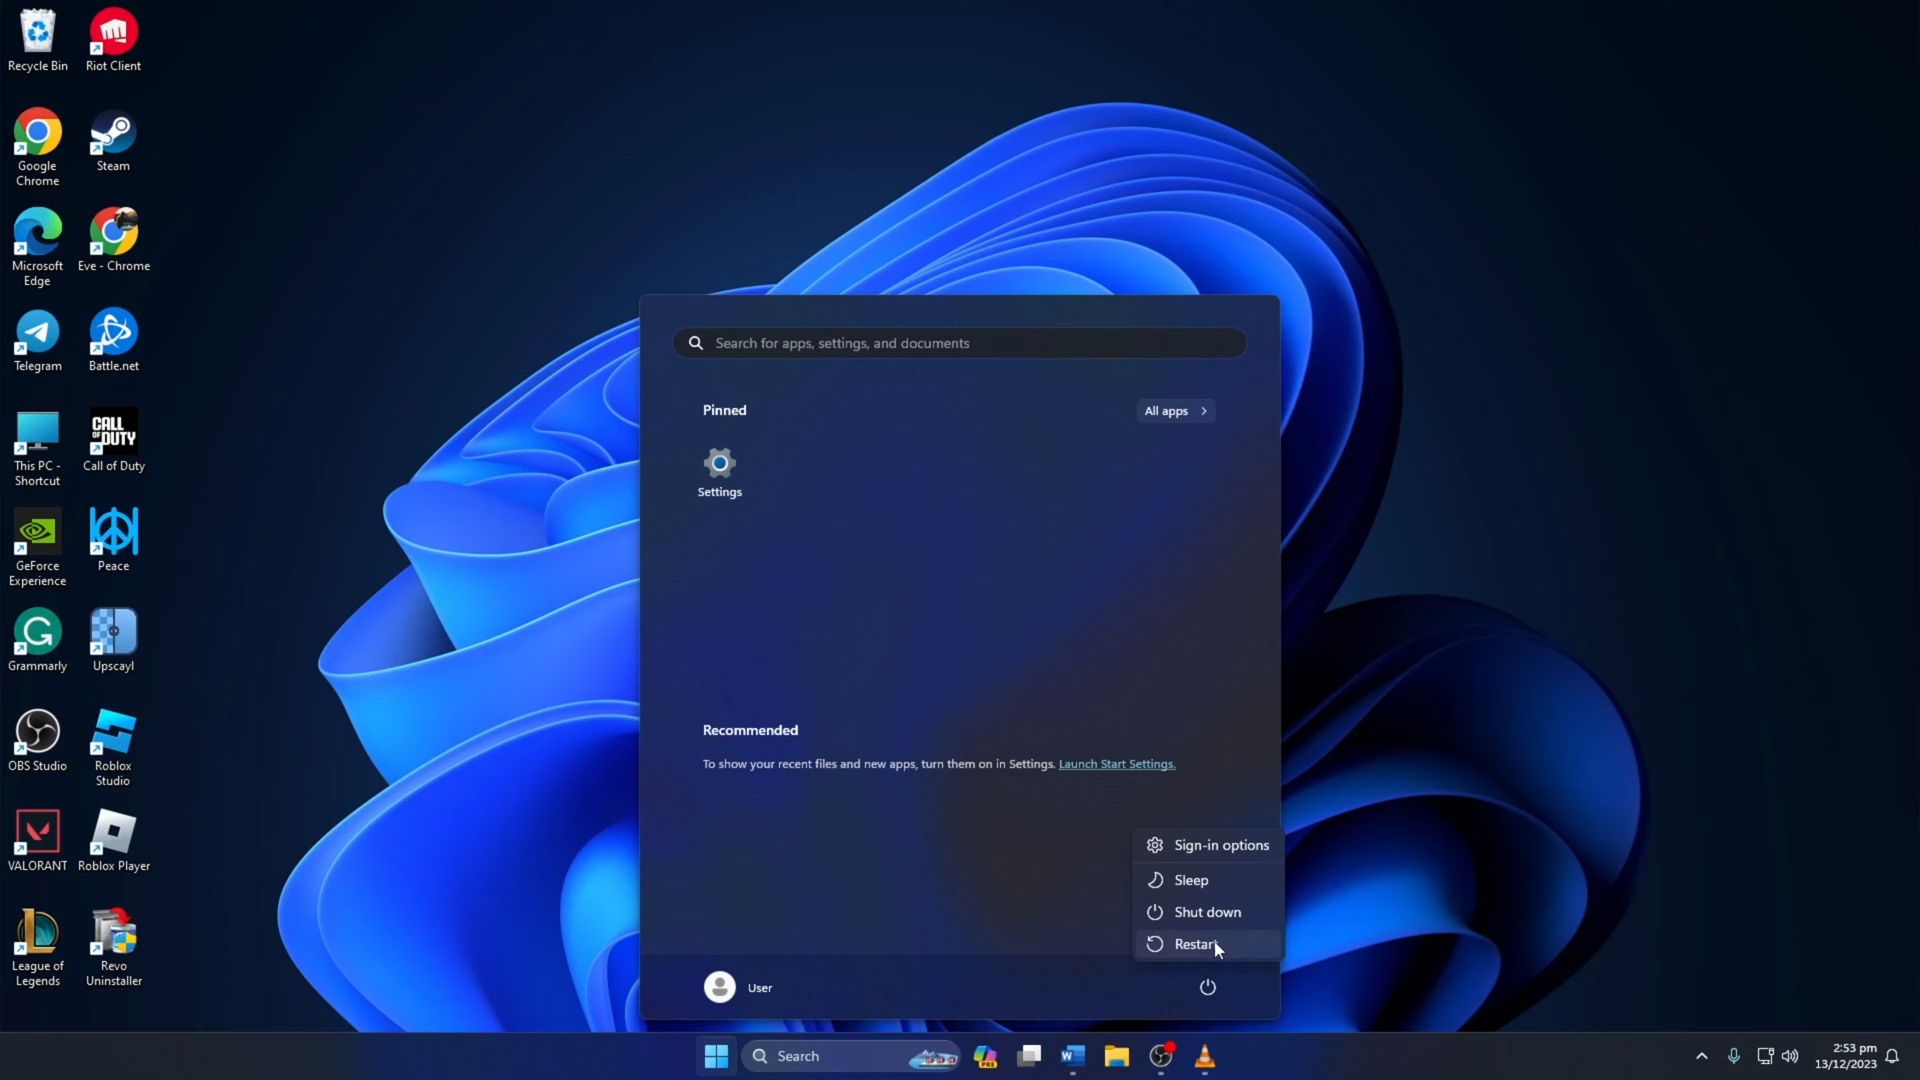 Recycle Bin
Riot Client
Google
Chrome
Steam
Microsoft
Edge
Eve - Chrome
Telegram
Battle.net
CALL
OF DUTY
This PC -
Shortcut
Call of Duty
GeForce
Experience
Peace
Grammarly
Upscayl
OBS Studio
Roblox
Studio
VALORANT
Roblox Player
League of
Legends
Revo
Uninstaller
Search for apps, settings, and documents
Pinned
All apps
Settings
Recommended
To show your recent files and new apps, turn them on in Settings. Launch Start Settings.
Sign-in options
Sleep
Shut down
Restart
User
Search
PRE
2:53 pm
13/12/2023